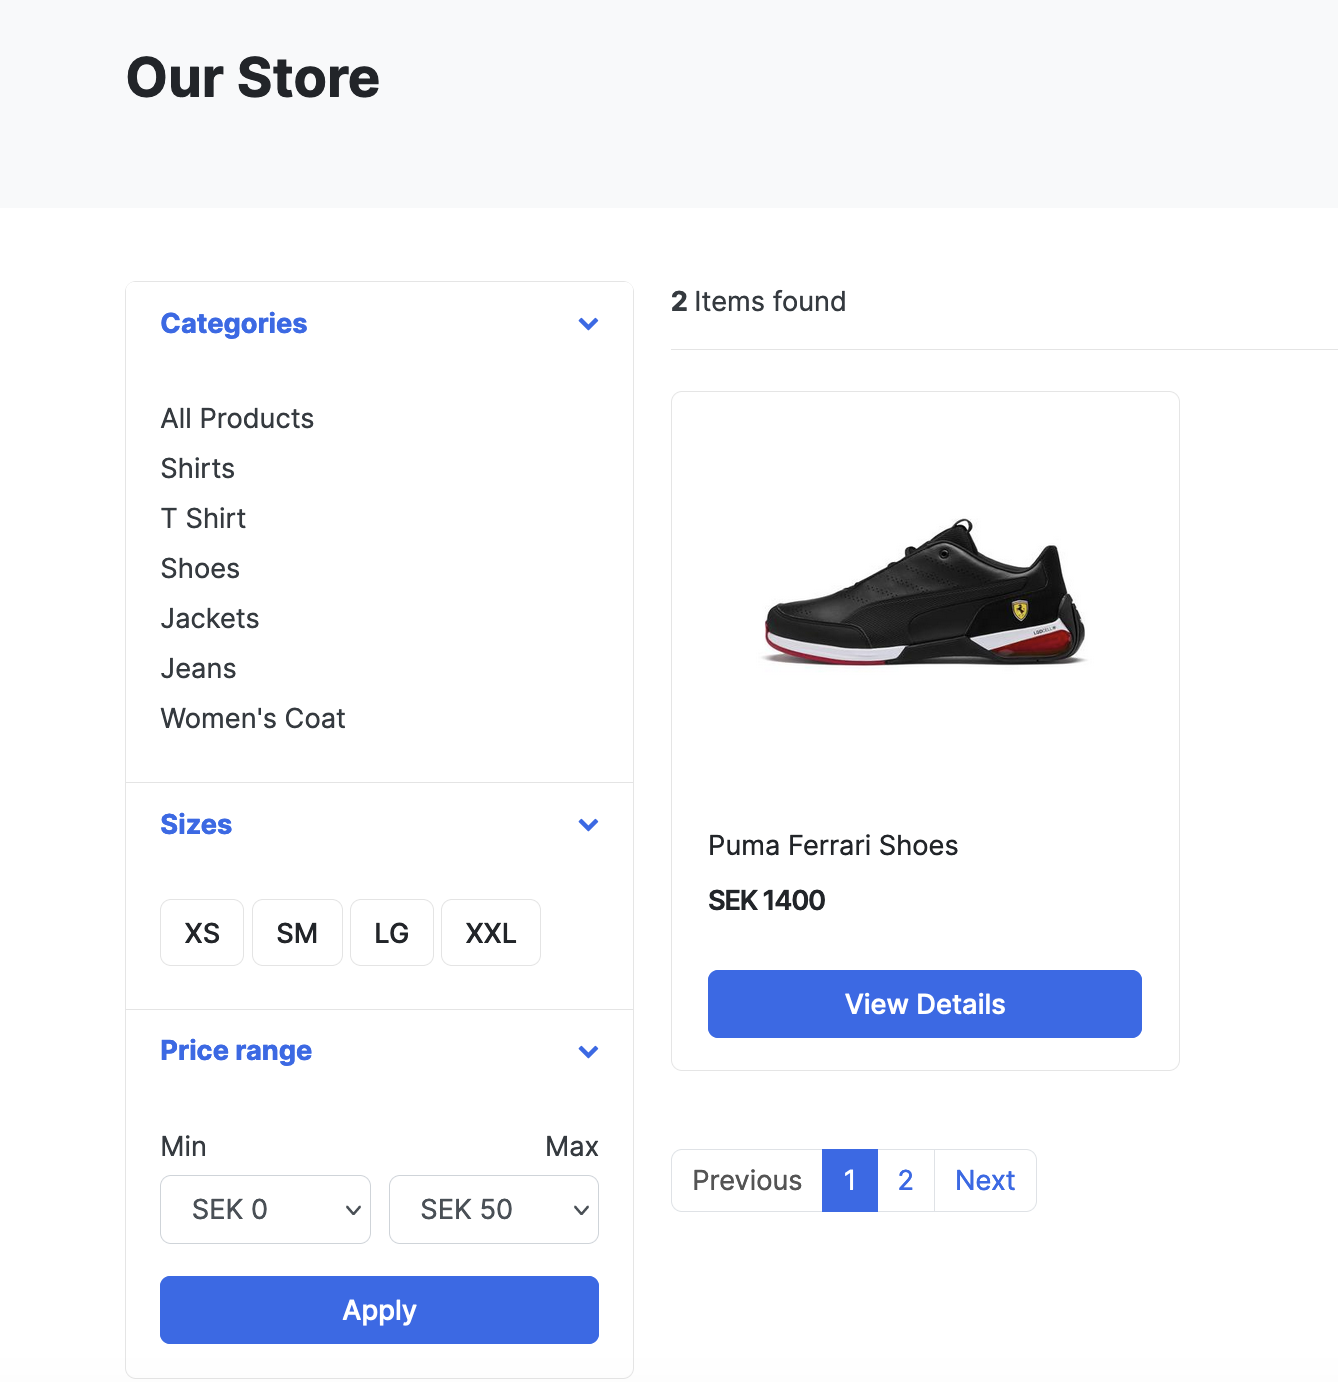 Our Store
Categories
All Products
Shirts
T Shirt
Shoes
Jackets
Jeans
Women's Coat
Sizes
XS SM LG XXL
Price range
Min Max
SEK 0 SEK 50
Apply
2 Items found
Puma Ferrari Shoes
SEK 1400
View Details
Previous 1 2 Next